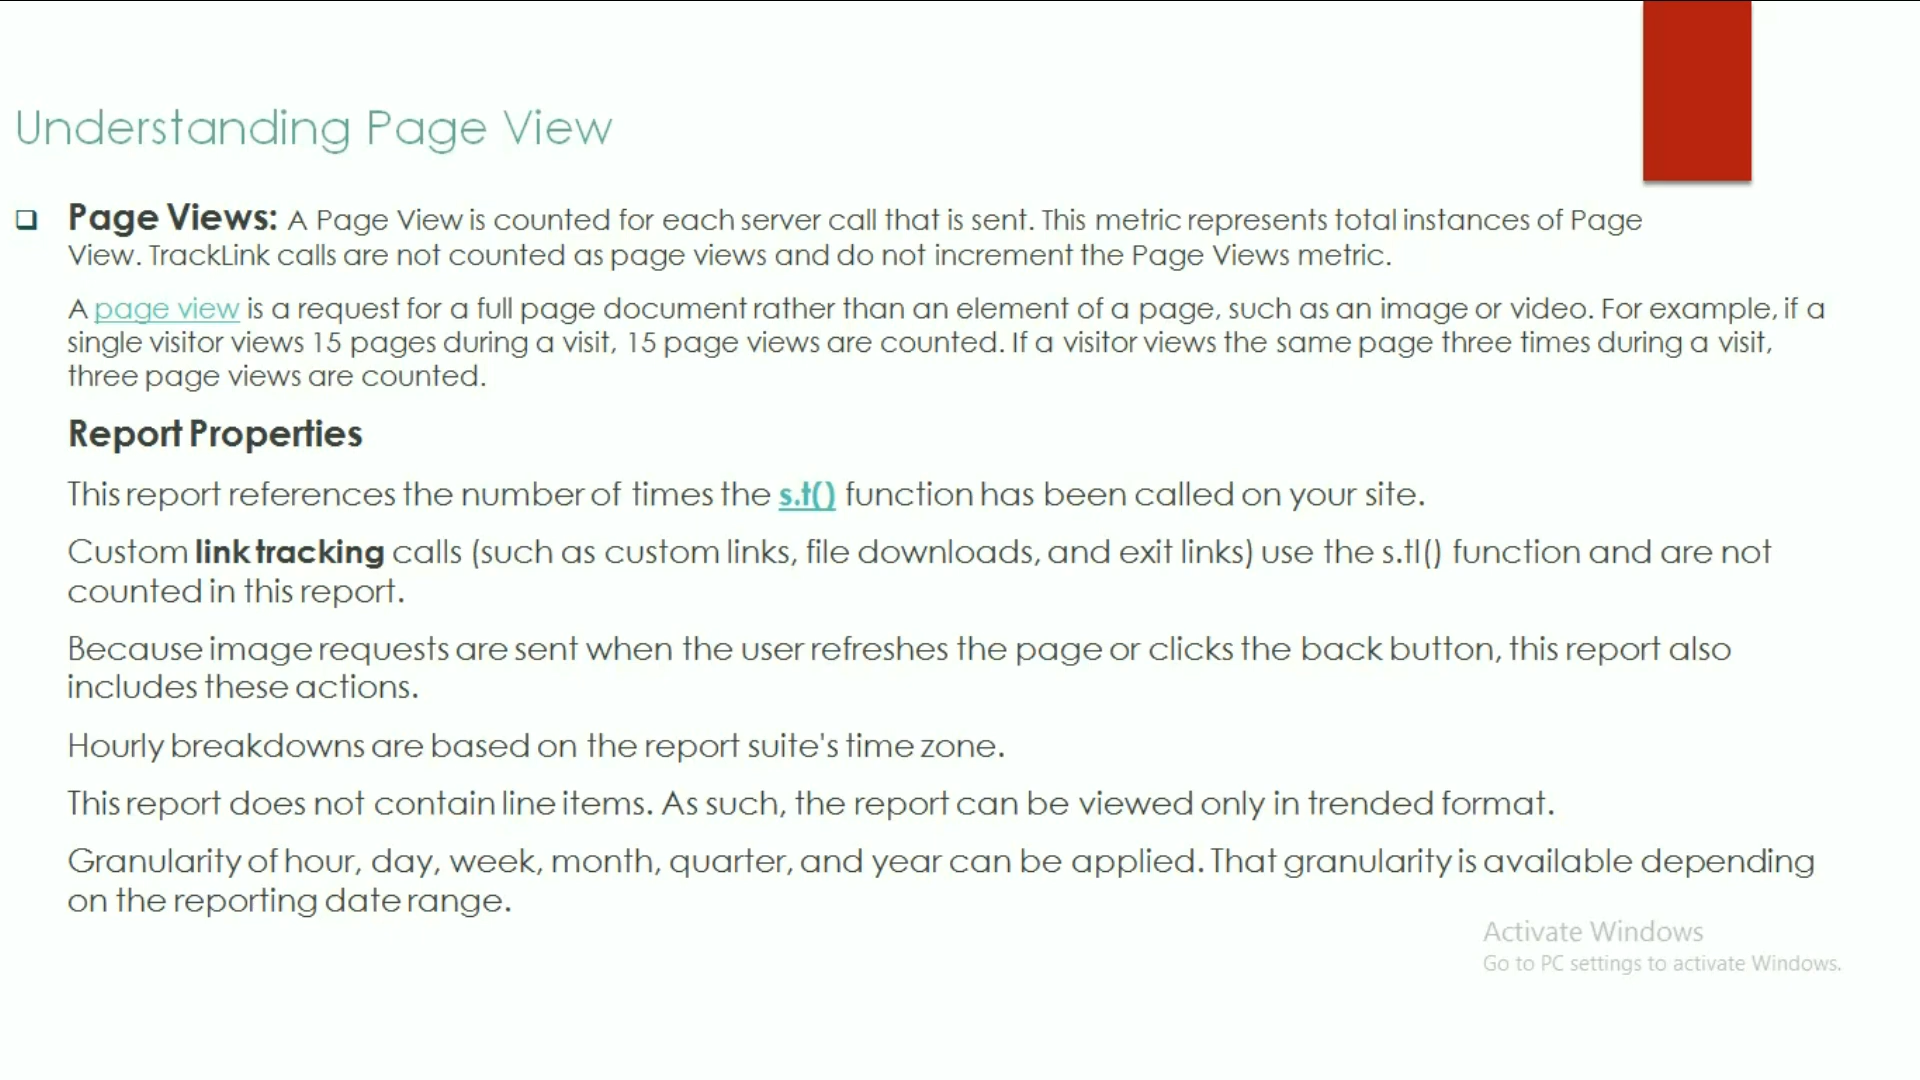 Understanding Page View
❑ Page Views: A Page View is counted for each server call that is sent. This metric represents total instances of Page
View. TrackLink calls are not counted as page views and do not increment the Page Views metric.
A page view is a request for a full page document rather than an element of a page, such as an image or video. For example, if a
single visitor views 15 pages during a visit, 15 page views are counted. If a visitor views the same page three times during a visit,
three page views are counted.
Report Properties
This report references the number of times the s.t() function has been called on your site.
Custom link tracking calls (such as custom links, file downloads, and exit links) use the s.tl() function and are not
counted in this report.
Because image requests are sent when the user refreshes the page or clicks the back button, this report also
includes these actions.
Hourly breakdowns are based on the report suite's time zone.
This report does not contain line items. As such, the report can be viewed only in trended format.
Granularity of hour, day, week, month, quarter, and year can be applied. That granularity is available depending
on the reporting date range.
Activate Windows
Go to PC settings to activate Windows.